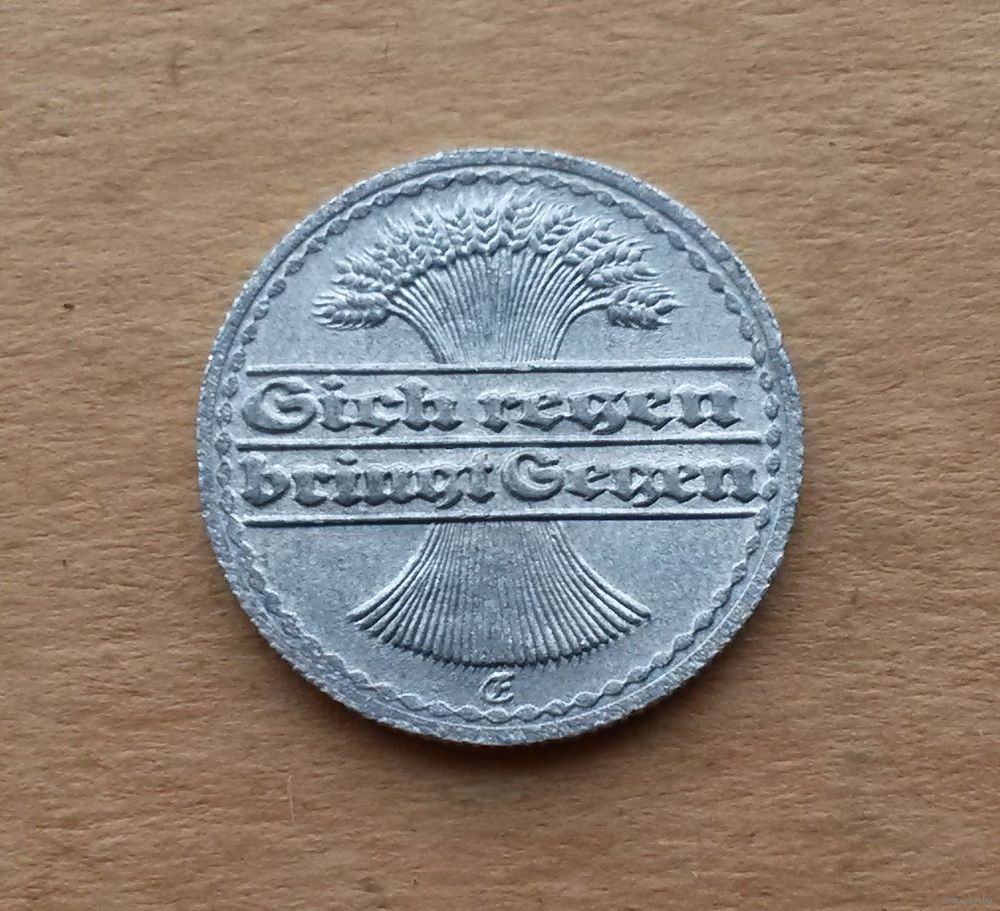 Sich regen
bringt Segen
E